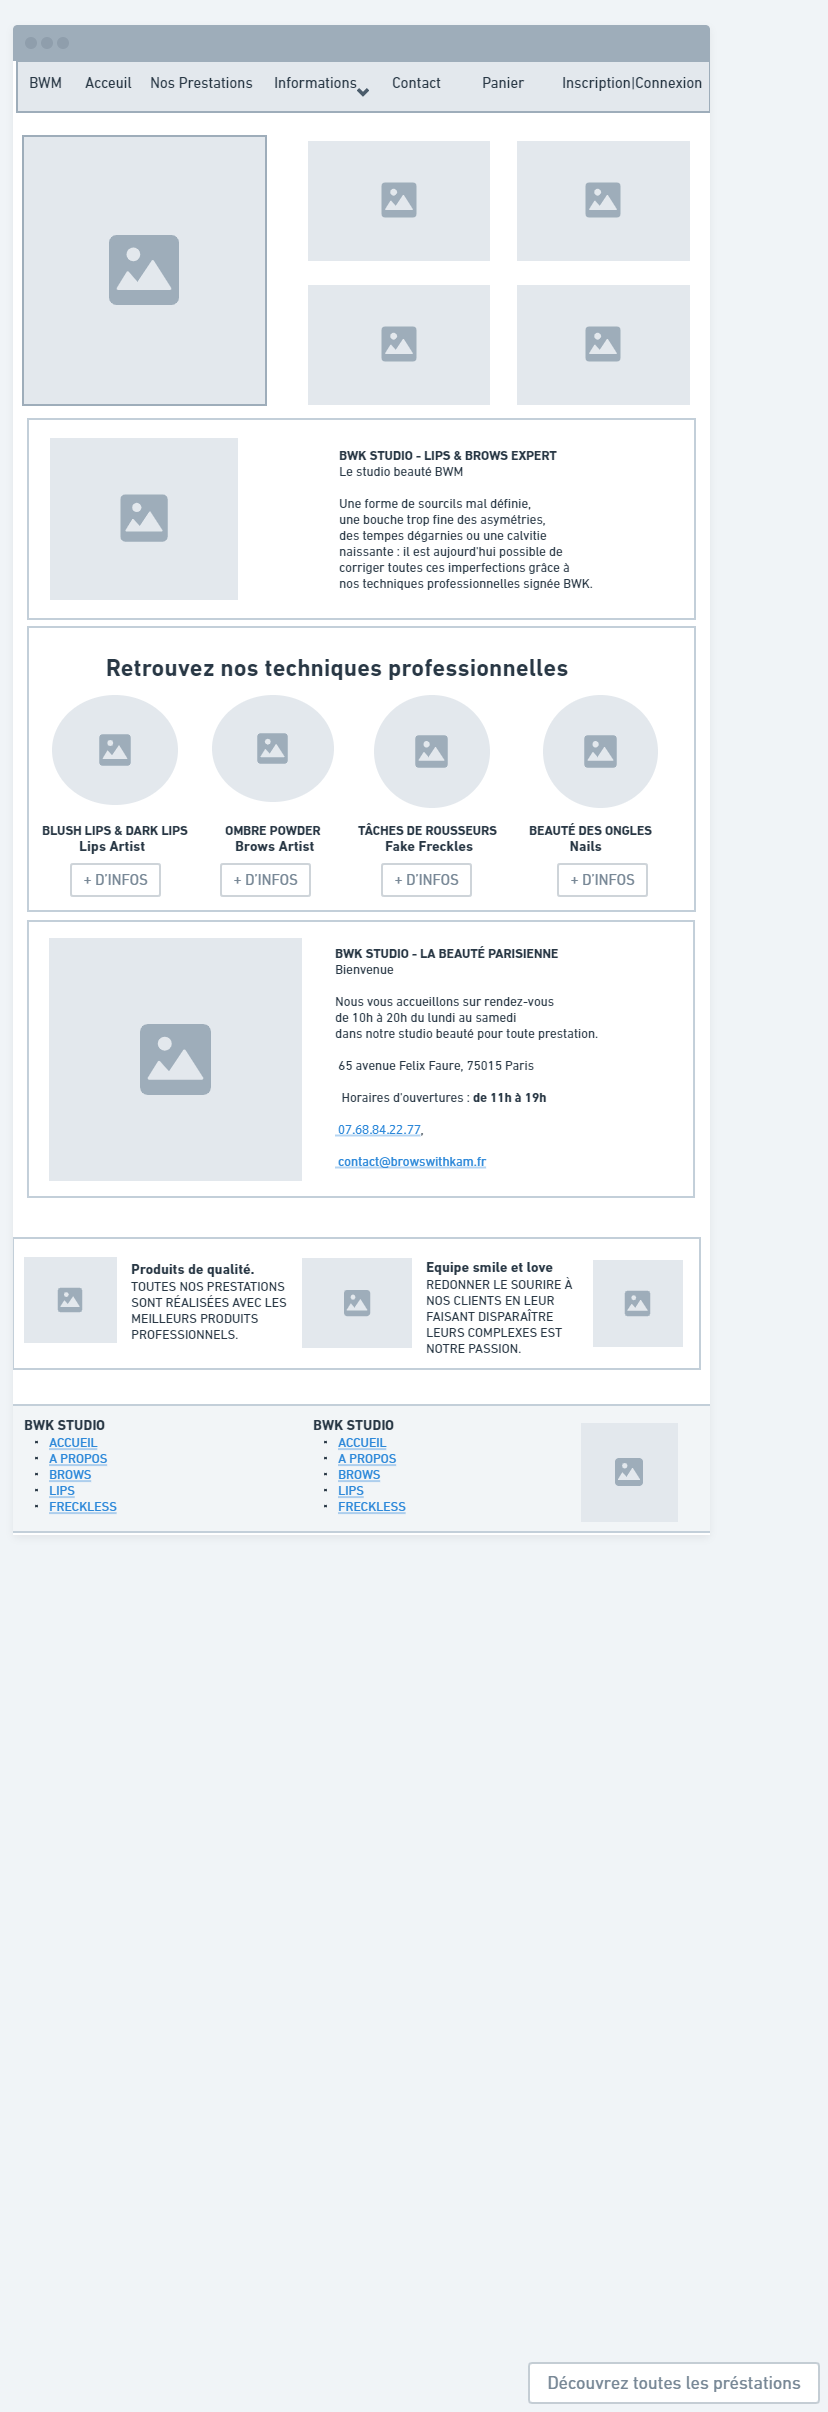 BWM Acceuil Nos Prestations Informations Contact Panier Inscription|Connexion
BWK STUDIO - LIPS & BROWS EXPERT
Le studio beauté BWM
Une forme de sourcils mal définie,
une bouche trop fine des asymétries,
des tempes dégarnies ou une calvitie
naissante : il est aujourd'hui possible de
corriger toutes ces imperfections grâce à
nos techniques professionnelles signée BWK.
Retrouvez nos techniques professionnelles
BLUSH LIPS & DARK LIPS
Lips Artist
+ D'INFOS
OMBRE POWDER
Brows Artist
+ D'INFOS
TÂCHES DE ROUSSEURS
Fake Freckles
+ D'INFOS
BEAUTÉ DES ONGLES
Nails
+ D'INFOS
BWK STUDIO - LA BEAUTÉ PARISIENNE
Bienvenue
Nous vous accueillons sur rendez-vous
de 10h à 20h du lundi au samedi
dans notre studio beauté pour toute prestation.
65 avenue Felix Faure, 75015 Paris
Horaires d'ouvertures : de 11h à 19h
07.68.84.22.77,
contact@browswithkam.fr
Produits de qualité.
TOUTES NOS PRESTATIONS
SONT RÉALISÉES AVEC LES
MEILLEURS PRODUITS
PROFESSIONNELS.
Equipe smile et love
REDONNER LE SOURIRE À
NOS CLIENTS EN LEUR
FAISANT DISPARAÎTRE
LEURS COMPLEXES EST
NOTRE PASSION.
BWK STUDIO
ACCUEIL
A PROPOS
BROWS
LIPS
FRECKLESS
BWK STUDIO
ACCUEIL
A PROPOS
BROWS
LIPS
FRECKLESS
Découvrez toutes les préstations